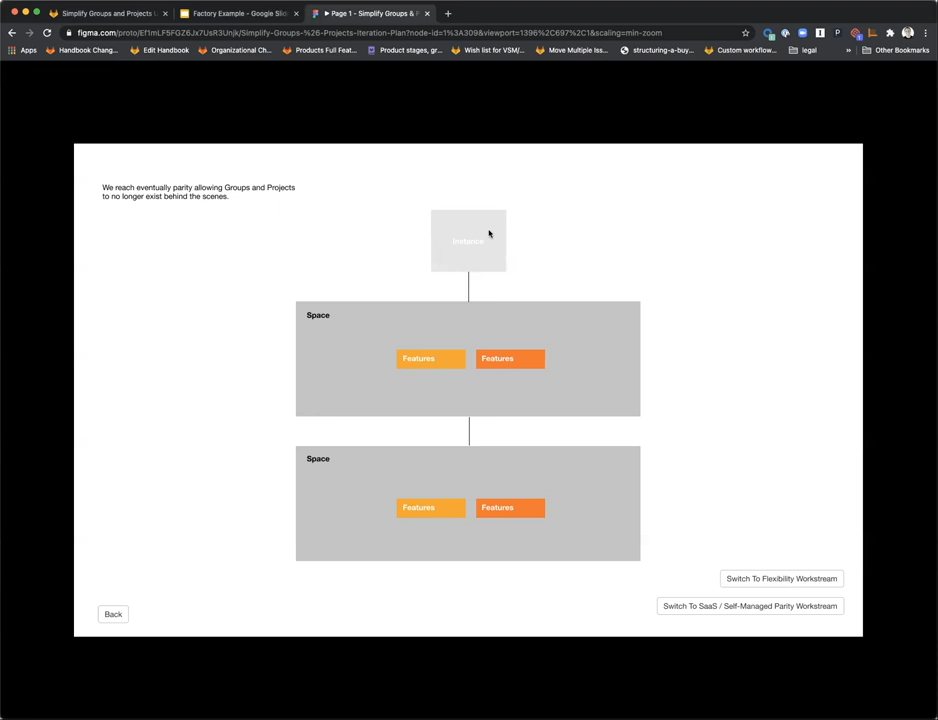 Simplify Groups and Projects L
Factory Example - Google Slid
Page 1 - Simplify Groups & P
figma.com/proto/Ef1mLF5FGZ6Jx7UsR3Unjk/Simplify-Groups-%26-Projects-Iteration-Plan?node-id=1%3A309&viewport=1396%2C697%2C1&scaling=min-zoom
Apps
Handbook Chang...
Edit Handbook
Organizational Ch...
Products Full Feat...
Product stages, gr...
Wish list for VSM/...
Move Multiple Iss...
structuring-a-buy...
Custom workflow...
legal
»
Other Bookmarks
We reach eventually parity allowing Groups and Projects
to no longer exist behind the scenes.
Instance
Space
Features Features
Space
Features Features
Switch To Flexibility Workstream
Switch To SaaS / Self-Managed Parity Workstream
Back